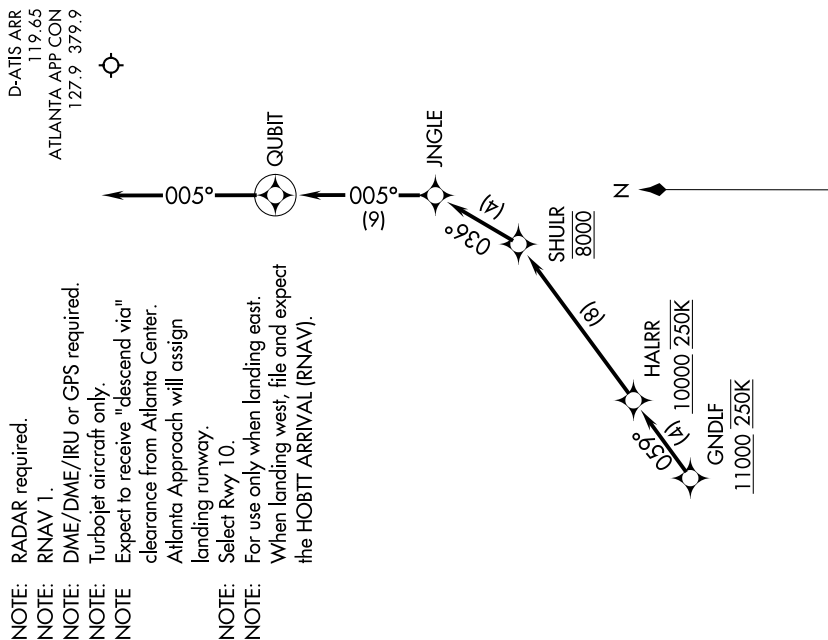 D-ATIS ARR
119.65
ATLANTA APP CON
127.9 379.9
NOTE: RADAR required.
NOTE: RNAV 1.
NOTE: DME/DME/IRU or GPS required.
NOTE: Turbojet aircraft only.
NOTE Expect to receive "descend via"
clearance from Atlanta Center.
Atlanta Approach will assign
landing runway.
NOTE: Select Rwy 10.
NOTE: For use only when landing east.
When landing west, file and expect
the HOBTT ARRIVAL (RNAV).
005°
QUBIT
005°
(9)
JNGLE
036°
(4)
SHULR
8000
N
(8)
HALRR
10000 250K
059°
(4)
GNDLF
11000 250K